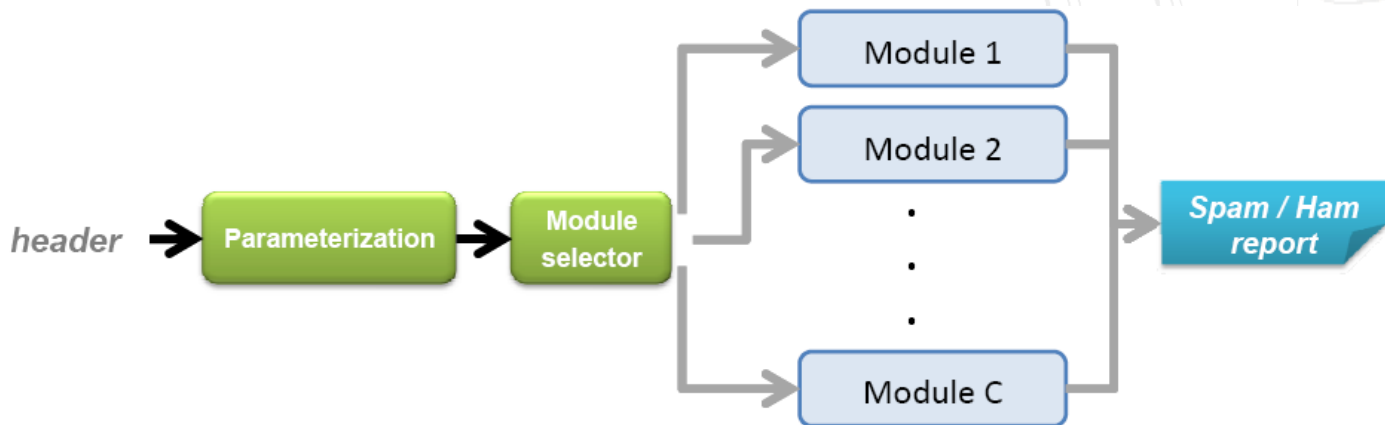 header
Parameterization
Module
selector
Module 1
Module 2
.
.
.
Module C
Spam / Ham
report